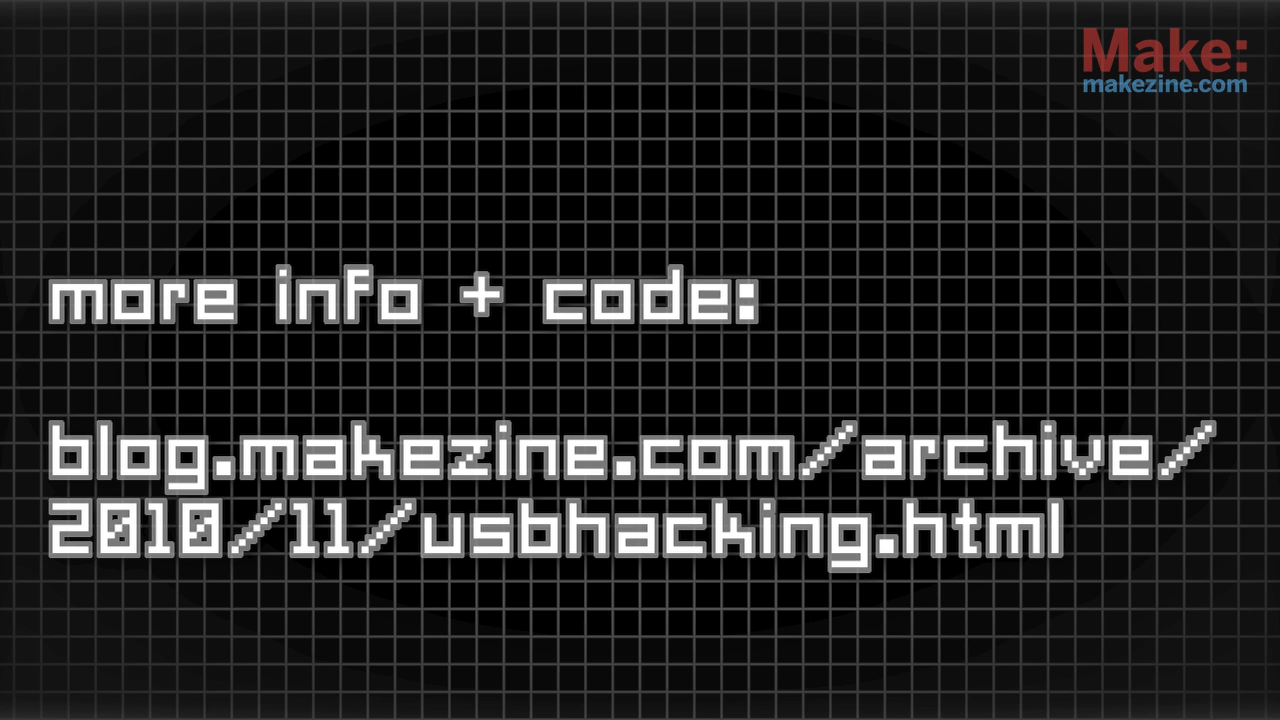 Make:
makezine.com
more info + code:
blog.makezine.com/archive/
2010/11/usbhacking.html